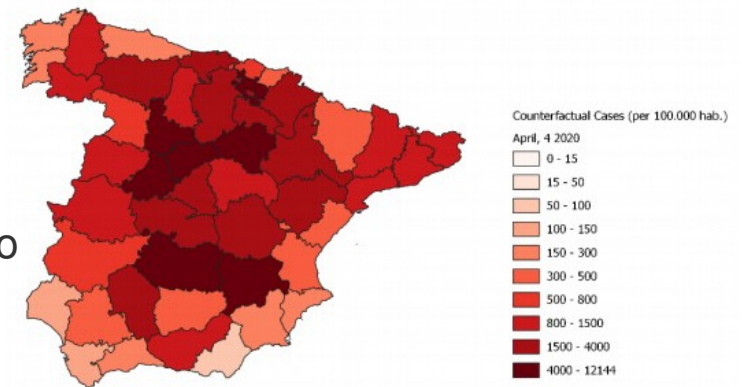 o
Counterfactual Cases (per 100.000 hab.)
April, 4 2020
0 - 15
15 - 50
50 - 100
100 - 150
150 - 300
300 - 500
500 - 800
800 - 1500
1500 - 4000
4000 - 12144